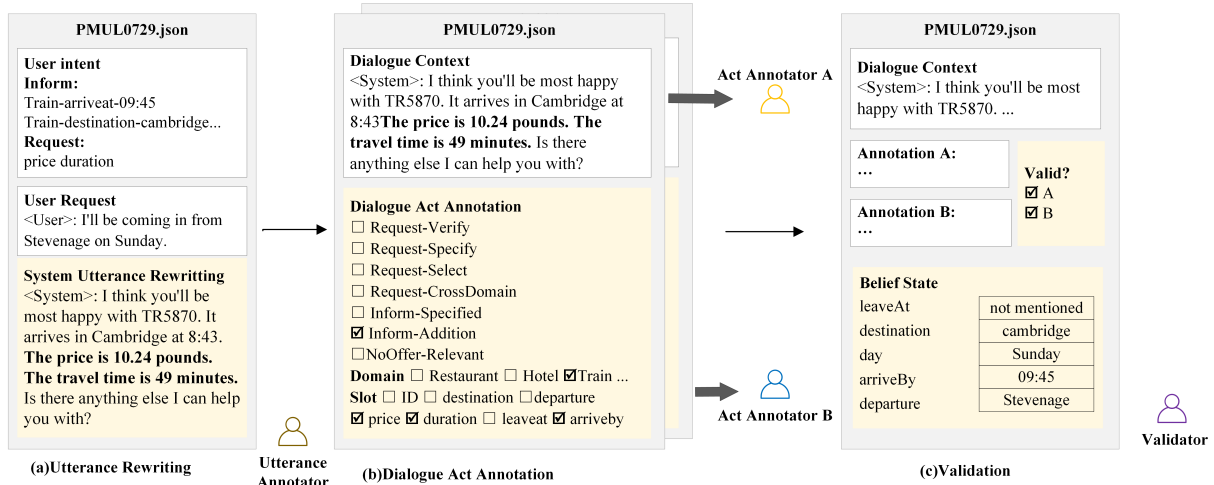 PMUL0729.json
User intent
Inform:
Train-arriveat-09:45
Train-destination-cambridge...
Request:
price duration
User Request
<User>: I'll be coming in from
Stevenage on Sunday.
System Utterance Rewritting
<System>: I think you'll be
most happy with TR5870. It
arrives in Cambridge at 8:43.
The price is 10.24 pounds.
The travel time is 49 minutes.
Is there anything else I can help
you with?
(a)Utterance Rewriting
Utterance
Annotator
PMUL0729.json
Dialogue Context
<System>: I think you'll be most happy
with TR5870. It arrives in Cambridge at
8:43The price is 10.24 pounds. The
travel time is 49 minutes. Is there
anything else I can help you with?
Dialogue Act Annotation
☐ Request-Verify
☐ Request-Specify
☐ Request-Select
☐ Request-CrossDomain
☐ Inform-Specified
☑ Inform-Addition
☐NoOffer-Relevant
Domain ☐ Restaurant ☐ Hotel ☑Train ...
Slot ☐ ID ☐ destination ☐departure
☑ price ☑ duration ☐ leaveat ☑ arriveby
(b)Dialogue Act Annotation
Act Annotator A
Act Annotator B
PMUL0729.json
Dialogue Context
<System>: I think you'll be most
happy with TR5870. ...
Annotation A:
...
Annotation B:
...
Valid?
☑ A
☑ B
Belief State
leaveAt not mentioned
destination cambridge
day Sunday
arriveBy 09:45
departure Stevenage
(c)Validation
Validator